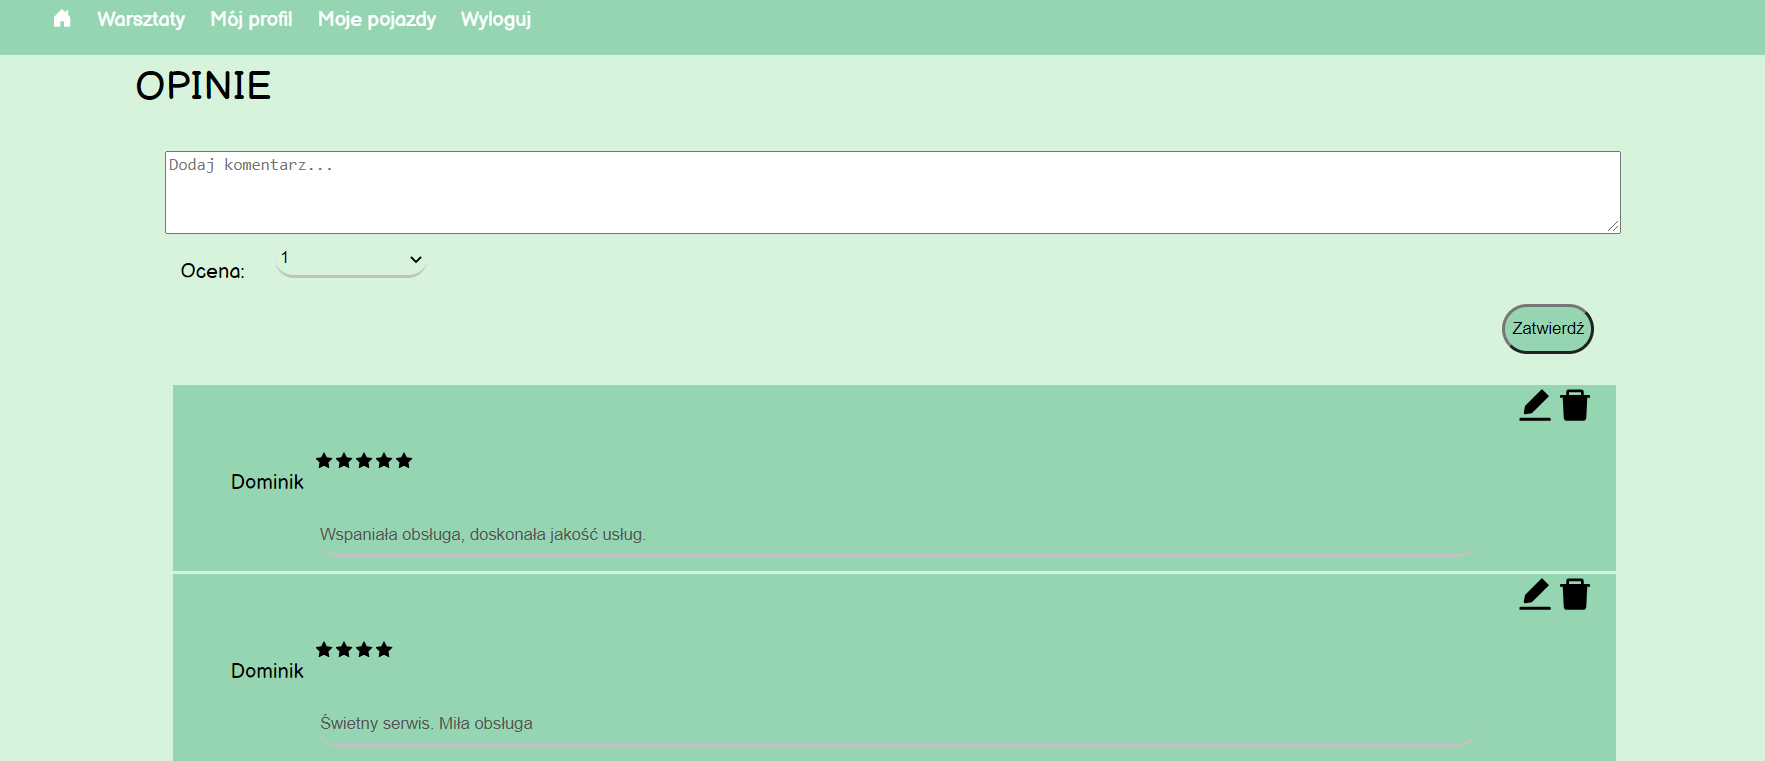 Warsztaty Mój profil Moje pojazdy Wyloguj
OPINIE
Dodaj komentarz...
Ocena: 1
Zatwierdź
Dominik
Wspaniała obsługa, doskonała jakość usług.
Dominik
Świetny serwis. Miła obsługa